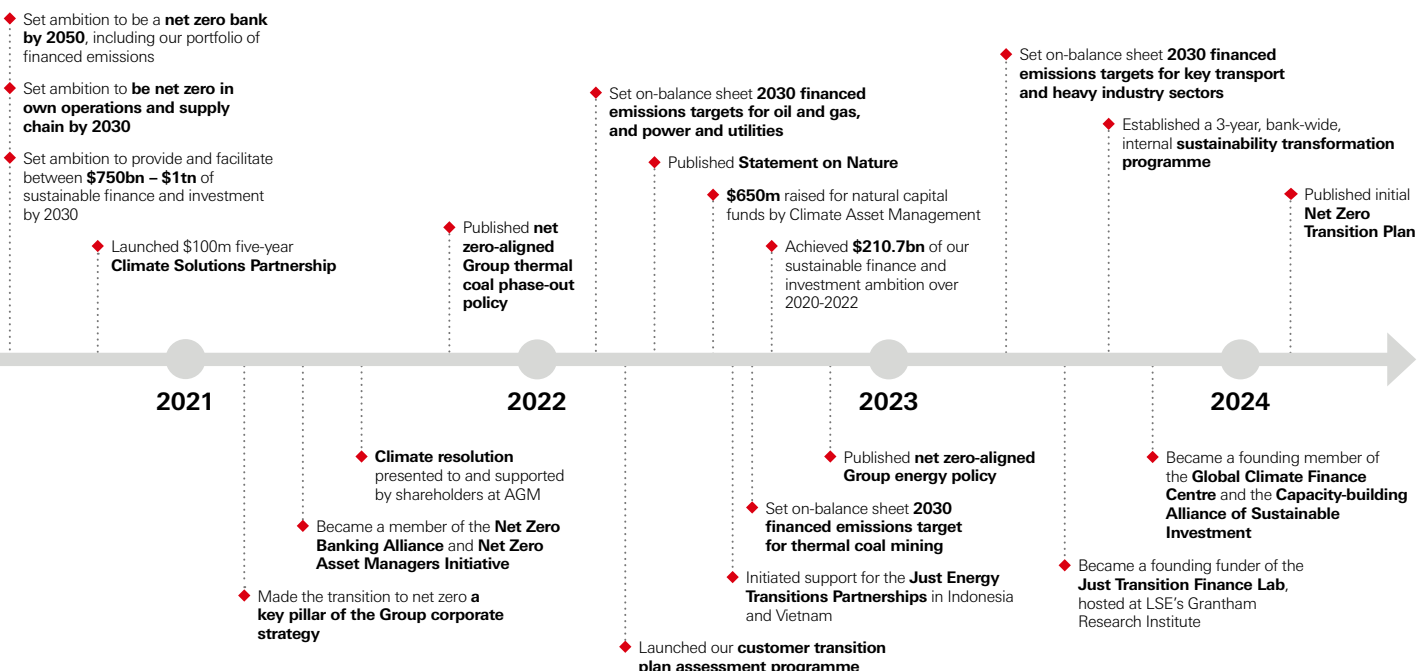 Set ambition to be a net zero bank
by 2050, including our portfolio of
financed emissions
Set ambition to be net zero in
own operations and supply
chain by 2030
Set ambition to provide and facilitate
between $750bn – $1tn of
sustainable finance and investment
by 2030
Launched $100m five-year
Climate Solutions Partnership
Published net
zero-aligned
Group thermal
coal phase-out
policy
Set on-balance sheet 2030 financed
emissions targets for oil and gas,
and power and utilities
Published Statement on Nature
$650m raised for natural capital
funds by Climate Asset Management
Achieved $210.7bn of our
sustainable finance and
investment ambition over
2020-2022
Set on-balance sheet 2030 financed
emissions targets for key transport
and heavy industry sectors
Established a 3-year, bank-wide,
internal sustainability transformation
programme
Published initial
Net Zero
Transition Plan
2021
2022
2023
2024
Climate resolution
presented to and supported
by shareholders at AGM
Became a member of the Net Zero
Banking Alliance and Net Zero
Asset Managers Initiative
Made the transition to net zero a
key pillar of the Group corporate
strategy
Published net zero-aligned
Group energy policy
Set on-balance sheet 2030
financed emissions target
for thermal coal mining
Initiated support for the Just Energy
Transitions Partnerships in Indonesia
and Vietnam
Launched our customer transition
plan assessment programme
Became a founding member of
the Global Climate Finance
Centre and the Capacity-building
Alliance of Sustainable
Investment
Became a founding funder of the
Just Transition Finance Lab,
hosted at LSE's Grantham
Research Institute